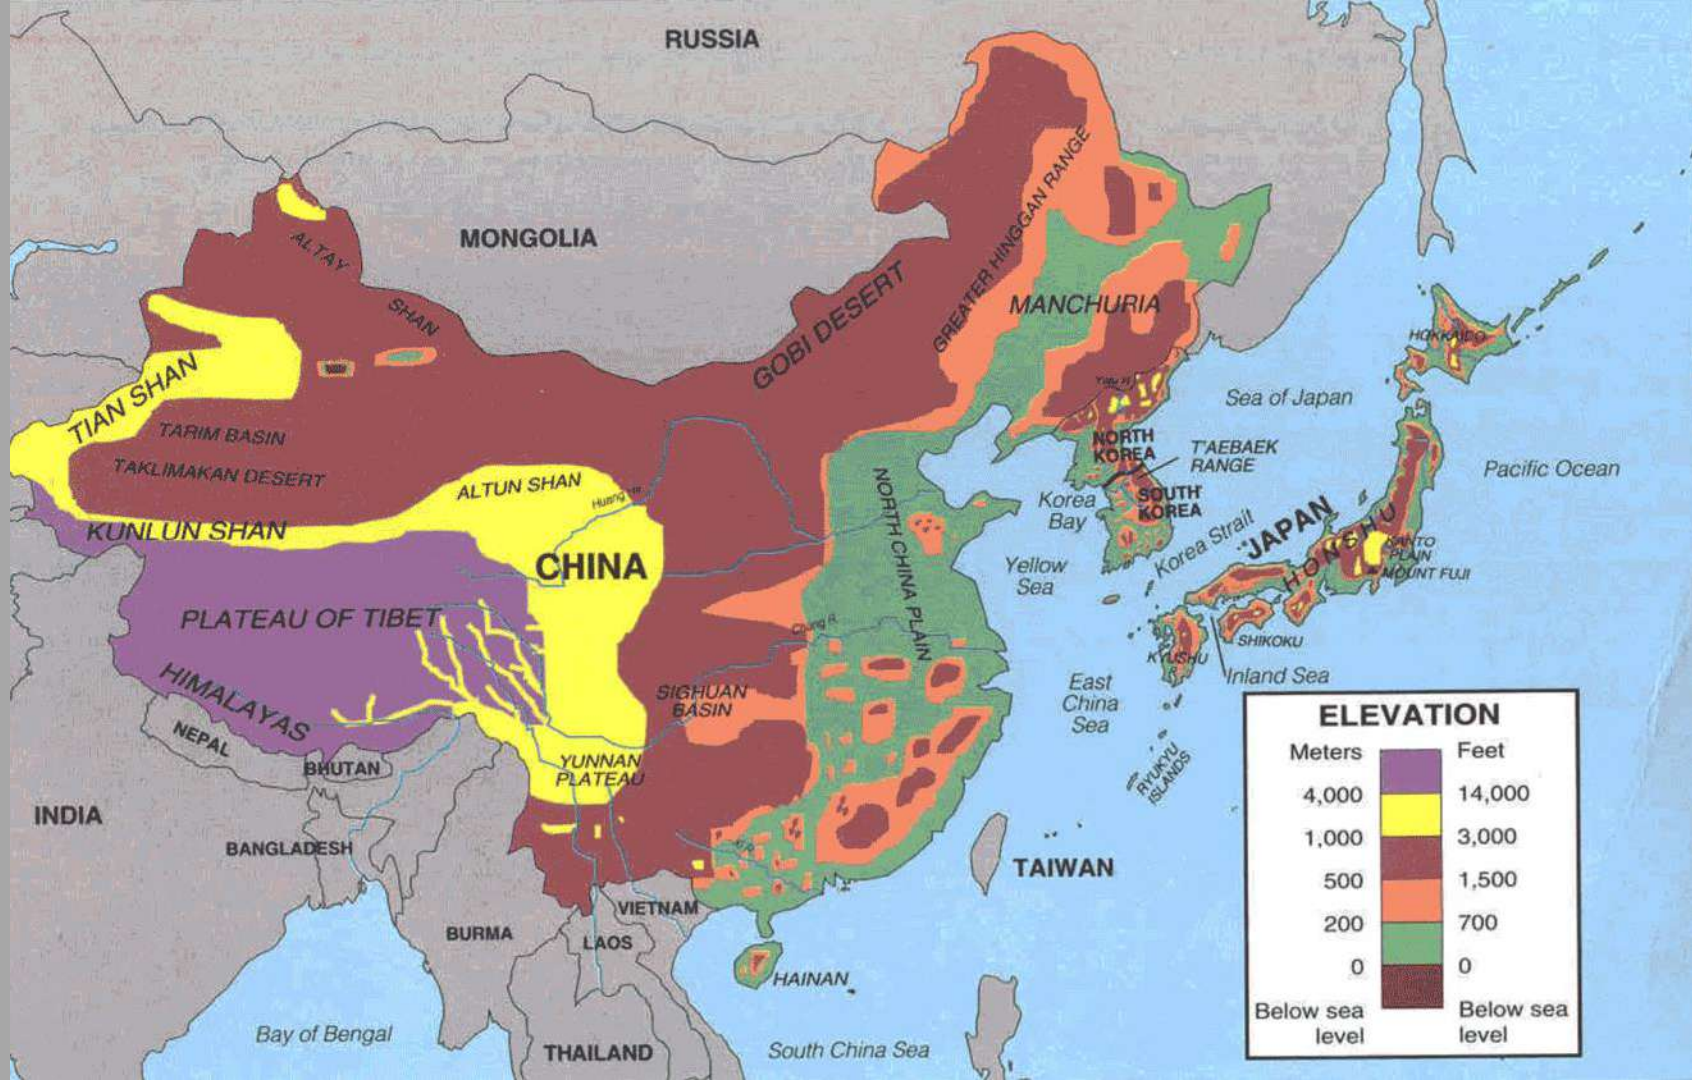 RUSSIA
MONGOLIA
ALTAY
SHAN
GOBI DESERT
GREATER HINGGAN RANGE
MANCHURIA
HOKKAIDO
TIAN SHAN
TARIM BASIN
TAKLIMAKAN DESERT
ALTUN SHAN
KUNLUN SHAN
CHINA
NORTH CHINA PLAIN
Yalu R
NORTH
KOREA
T'AEBAEK
RANGE
Sea of Japan
Pacific Ocean
SOUTH
KOREA
Korea
Bay
Korea Strait
JAPAN
HONSHU
KANTO
PLAIN
MOUNT FUJI
Yellow
Sea
SHIKOKU
KYUSHU
Inland Sea
PLATEAU OF TIBET
HIMALAYAS
SIGHUAN
BASIN
East
China
Sea
NEPAL
BHUTAN
YUNNAN
PLATEAU
RYUKYU
ISLANDS
INDIA
BANGLADESH
TAIWAN
BURMA
VIETNAM
LAOS
HAINAN
Bay of Bengal
THAILAND
South China Sea
ELEVATION
Meters Feet
4,000 14,000
1,000 3,000
500 1,500
200 700
0 0
Below sea Below sea
level level